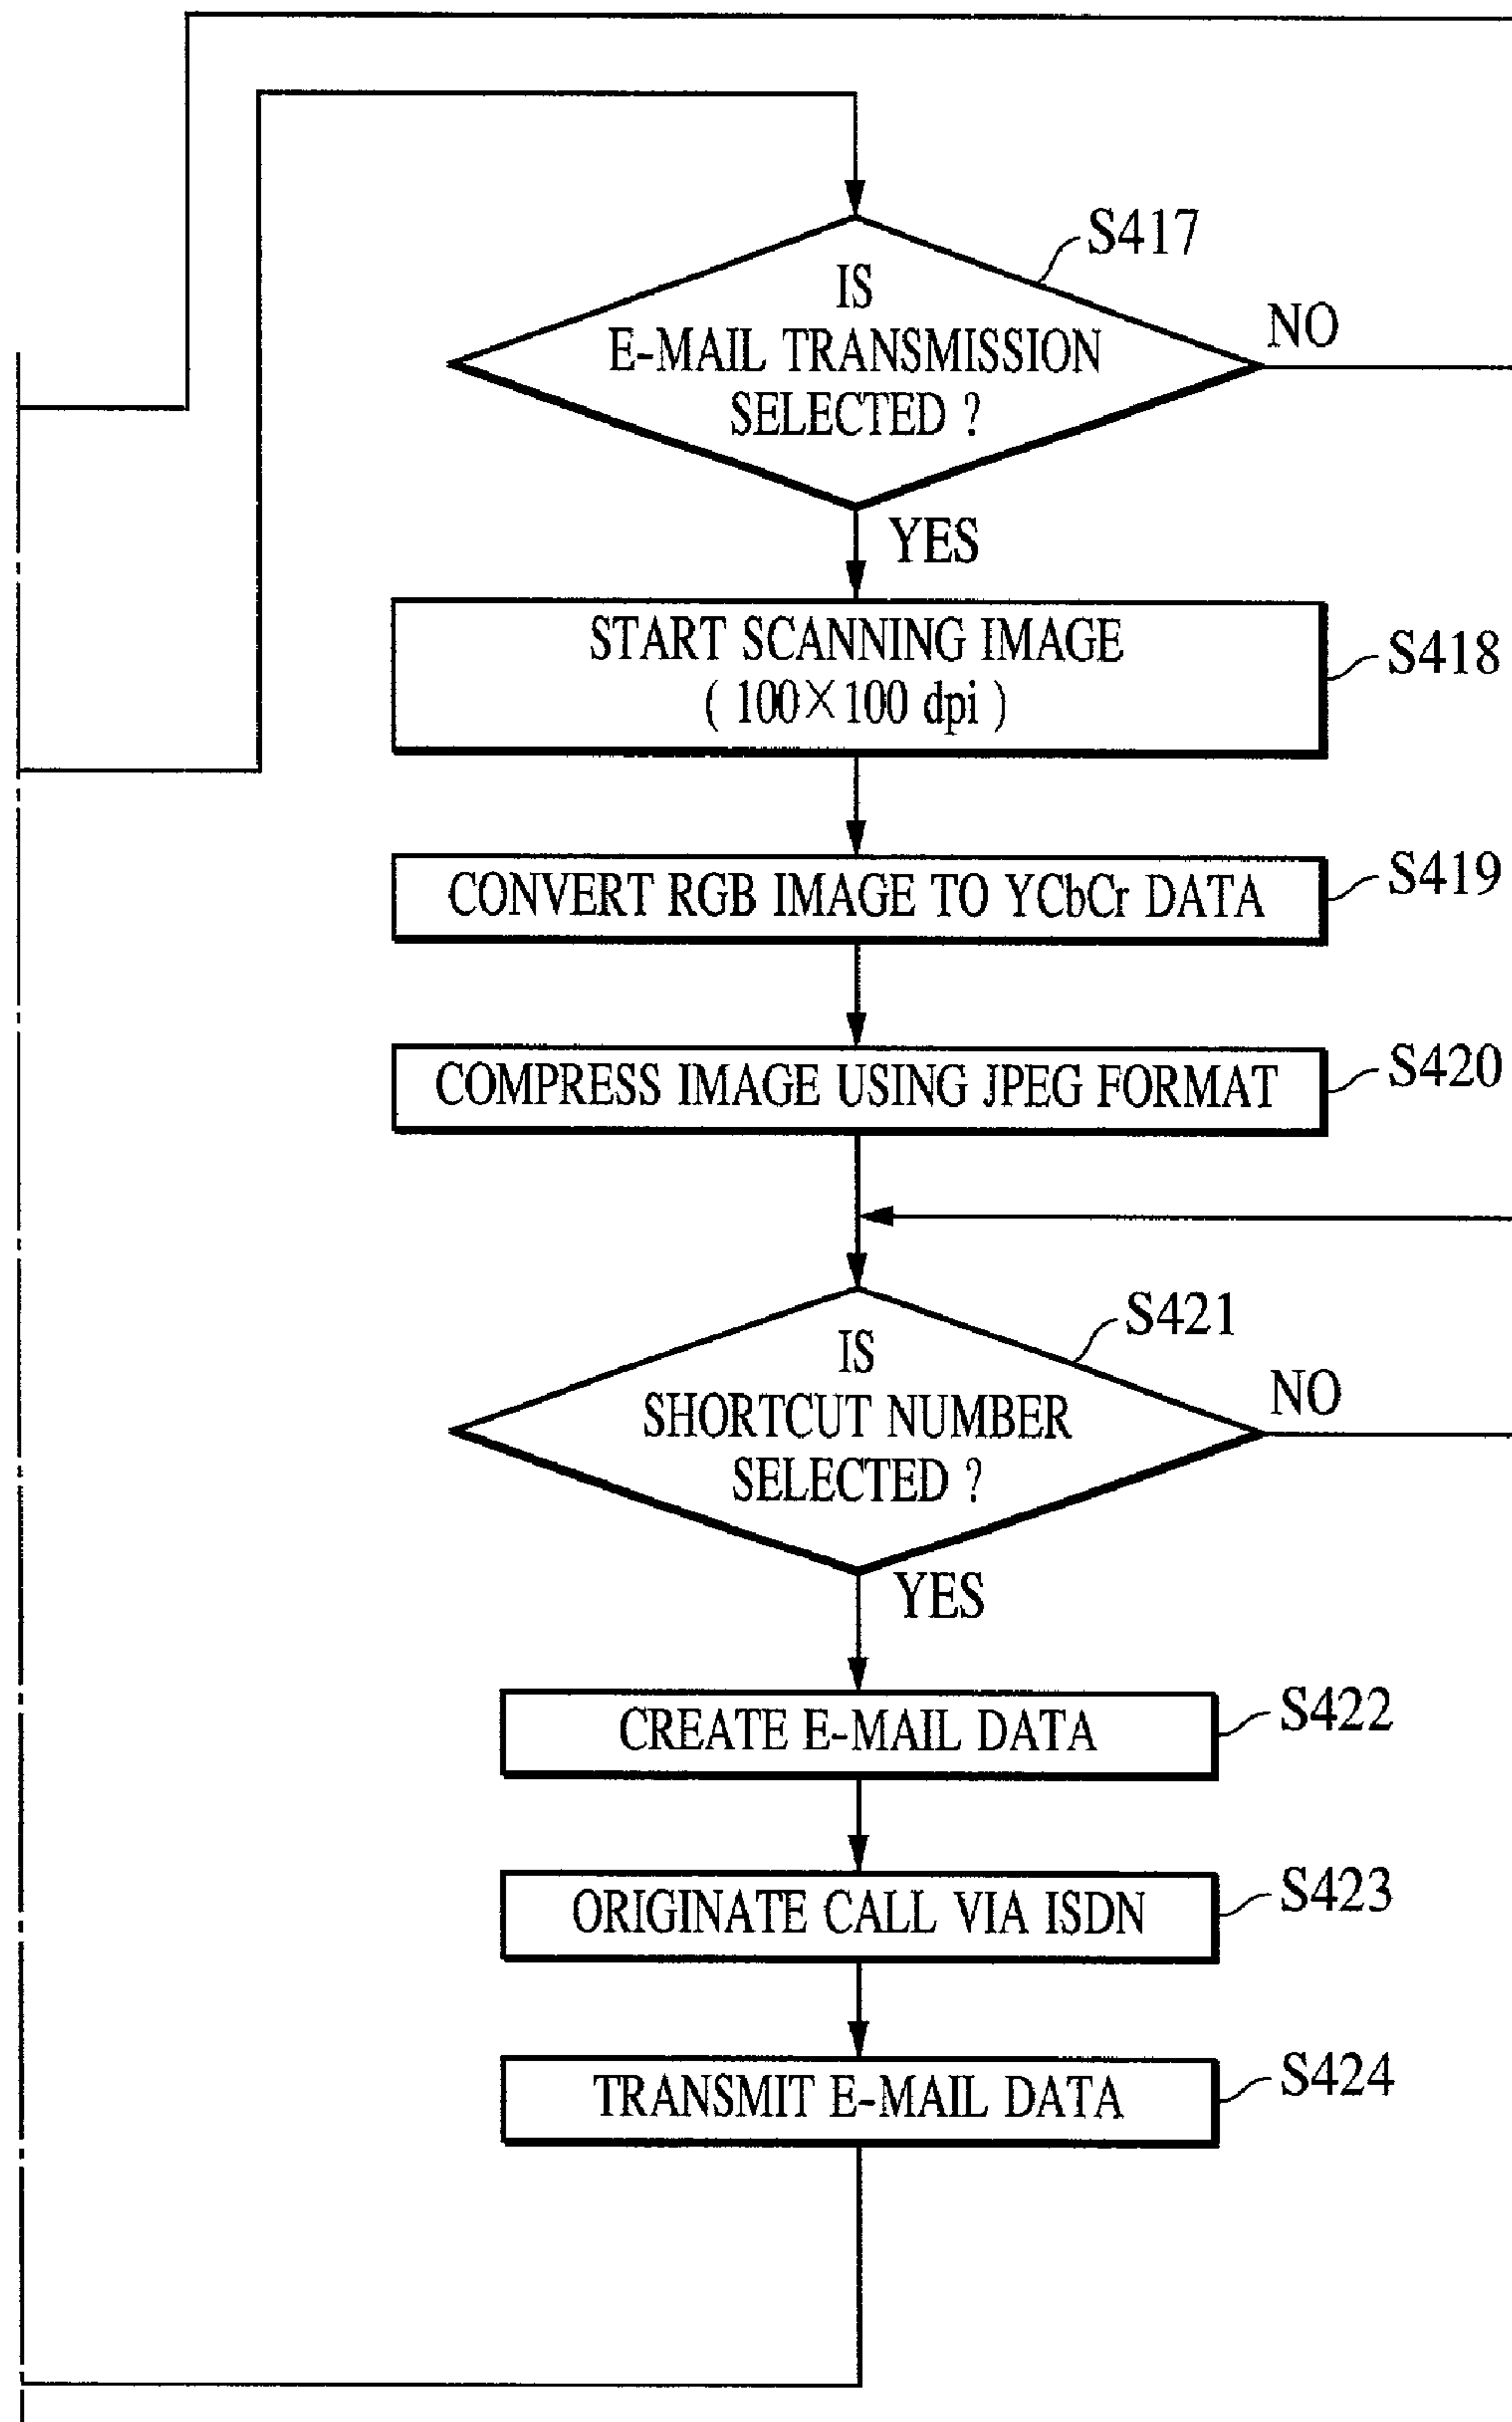 S417
IS
E-MAIL TRANSMISSION
SELECTED ?
NO
YES
START SCANNING IMAGE
( 100×100 dpi )
S418
CONVERT RGB IMAGE TO YCbCr DATA
S419
COMPRESS IMAGE USING JPEG FORMAT
S420
S421
IS
SHORTCUT NUMBER
SELECTED ?
NO
YES
CREATE E-MAIL DATA
S422
ORIGINATE CALL VIA ISDN
S423
TRANSMIT E-MAIL DATA
S424